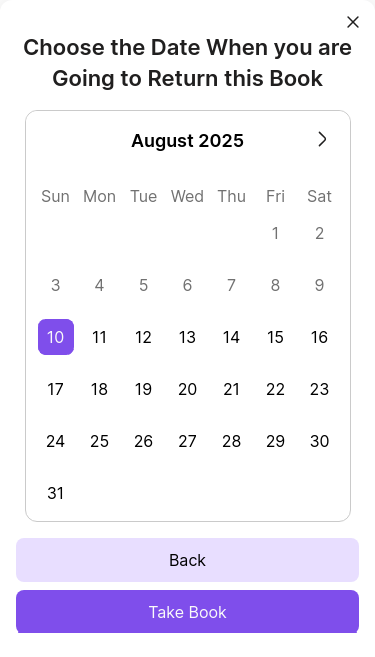 Choose the Date When you are
Going to Return this Book
August 2025
Sun Mon Tue Wed Thu Fri Sat
1 2
3 4 5 6 7 8 9
10 11 12 13 14 15 16
17 18 19 20 21 22 23
24 25 26 27 28 29 30
31
Back
Take Book